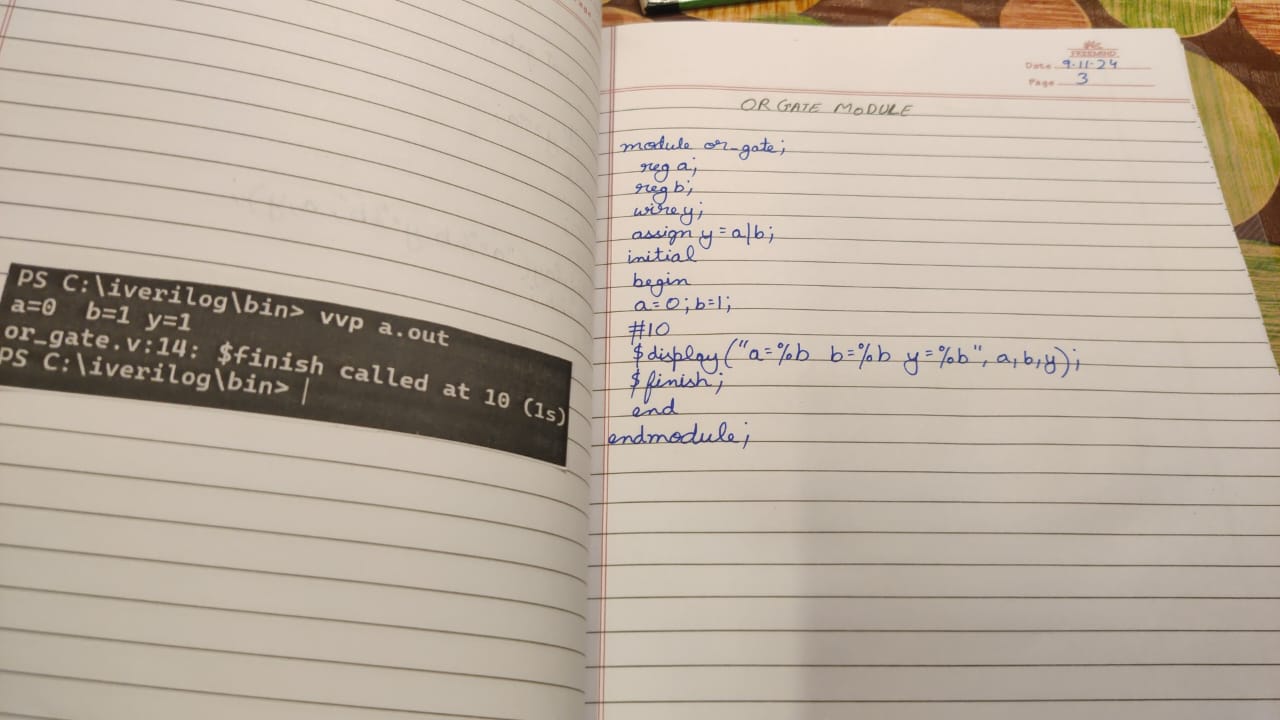 PS C:\iverilog\bin> vvp a.out
a=0  b=1 y=1
or_gate.v:14: $finish called at 10 (1s)
PS C:\iverilog\bin>
FREEMIND
Date 9-11-24
Page 3
OR GATE MODULE
module or_gate;
reg a;
reg b;
wire y;
assign y = a|b;
initial
begin
a=0; b=1;
#10
$display("a=%b b=%b y=%b", a,b,y);
$finish;
end
endmodule;